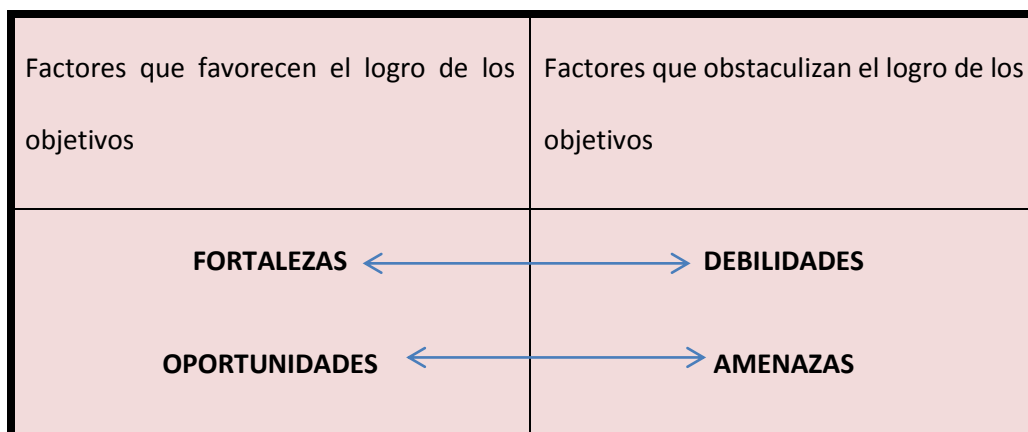 Factores que favorecen el logro de los
objetivos
Factores que obstaculizan el logro de los
objetivos
FORTALEZAS
DEBILIDADES
OPORTUNIDADES
AMENAZAS